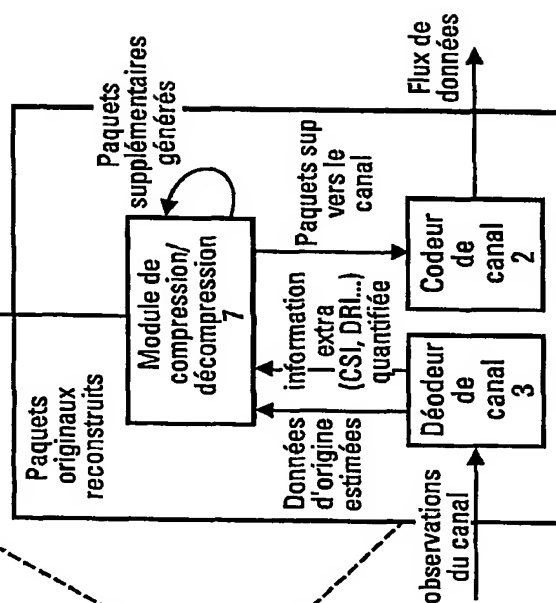 Paquets
originaux
reconstruits
Paquets
supplémentaires
générés
Module de
compression/
décompression
7
Données
d'origine
estimées
information
extra
(CSI, DRI...)
quantifiée
Paquets sup
vers le
canal
Flux de
données
observations
du canal
Déodeur
de
canal
3
Codeur
de
canal
2